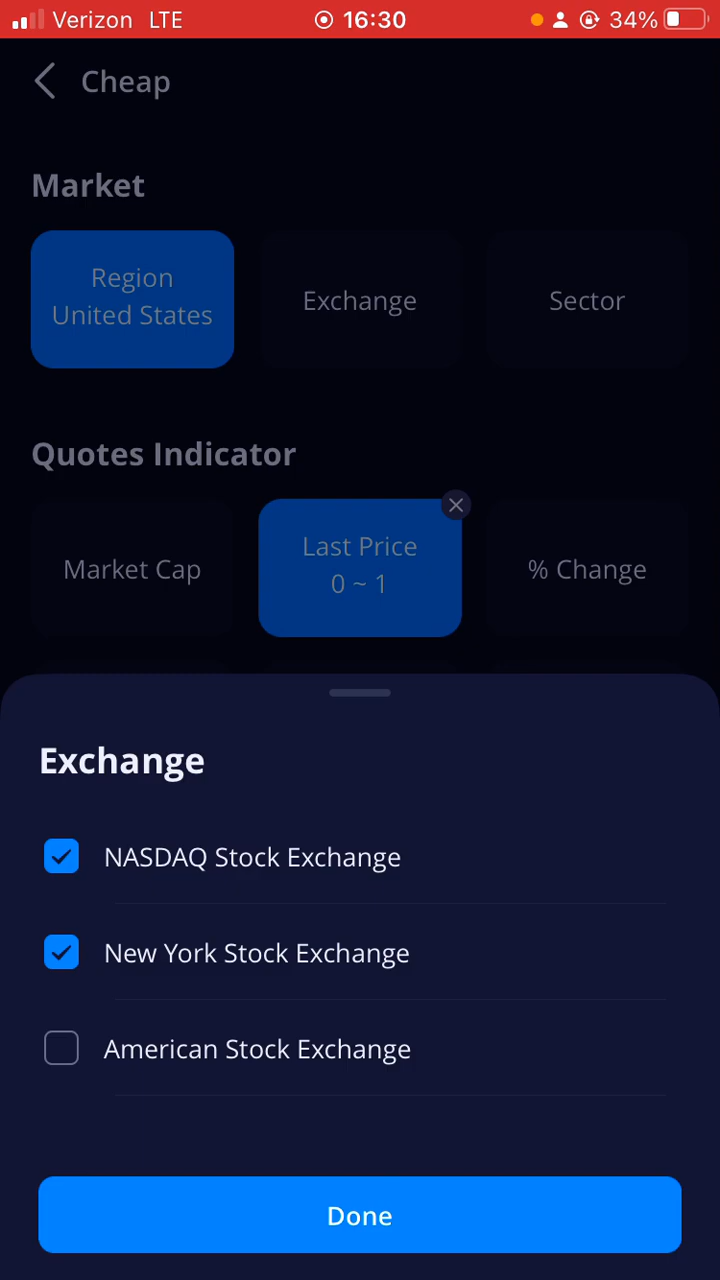 Verizon LTE 16:30 34%
Cheap
Market
Region
United States
Exchange
Sector
Quotes Indicator
Market Cap
Last Price
0 ~ 1
% Change
Exchange
NASDAQ Stock Exchange
New York Stock Exchange
American Stock Exchange
Done